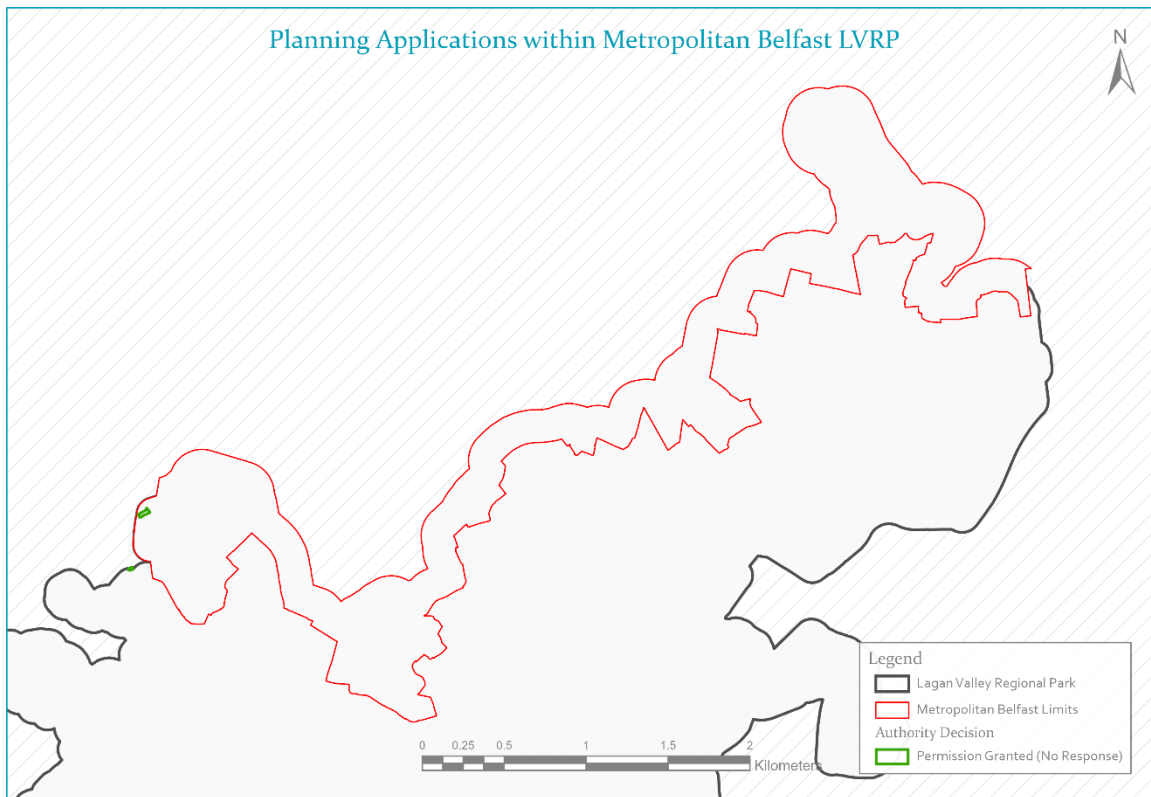 Planning Applications within Metropolitan Belfast LVRP
N
Legend
Lagan Valley Regional Park
Metropolitan Belfast Limits
Authority Decision
Permission Granted (No Response)
0 0.25 0.5 1 1.5 2
Kilometers